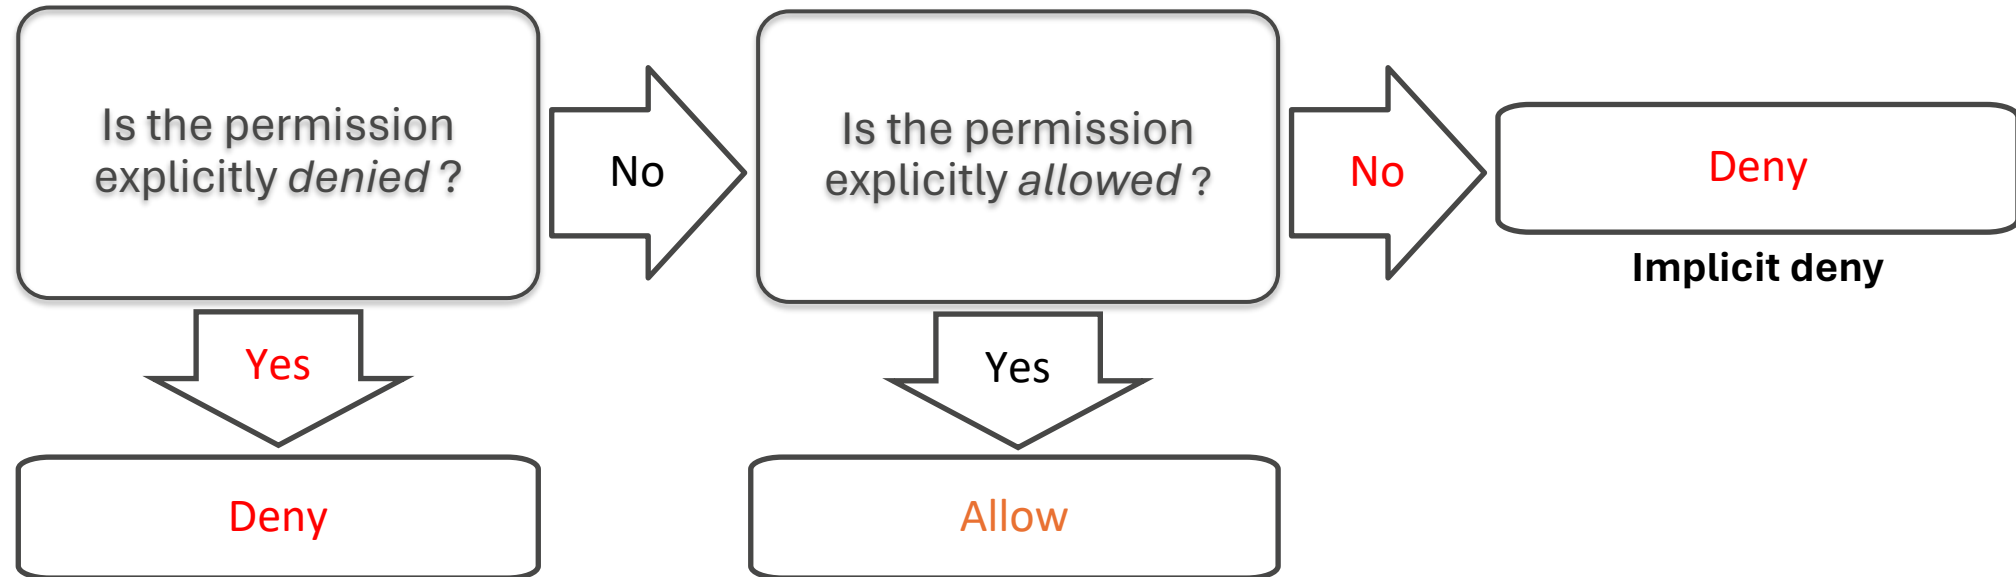 Is the permission
explicitly denied ?
No
Is the permission
explicitly allowed ?
No
Deny
Implicit deny
Yes
Yes
Deny
Allow